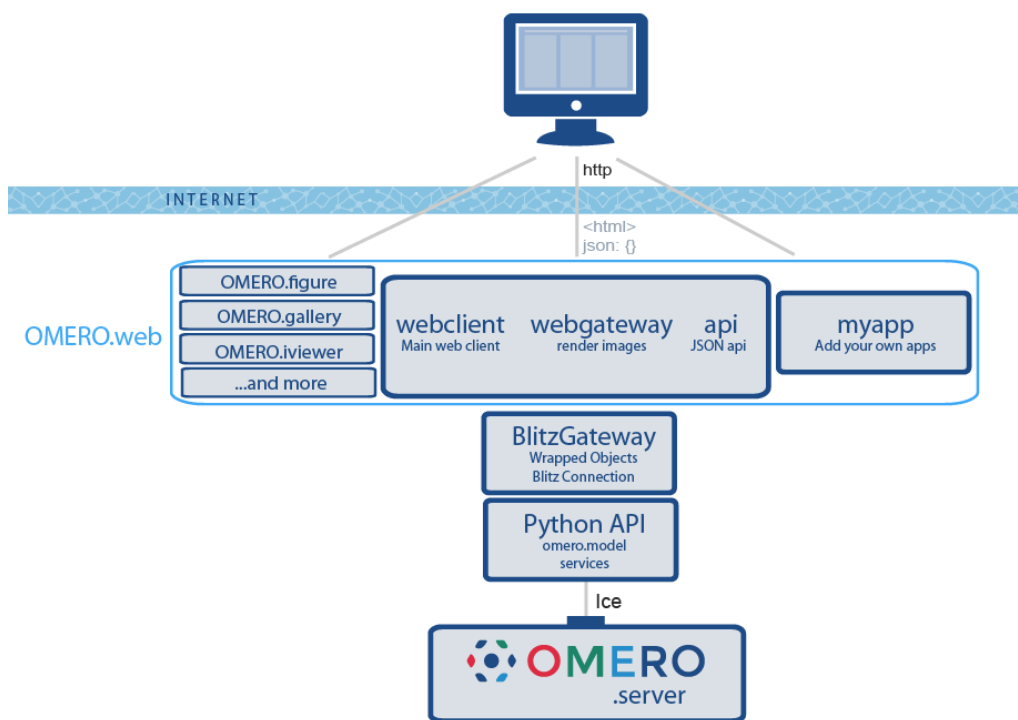 http
INTERNET
<html>
json: {}
OMERO.web
OMERO.figure
OMERO.gallery
OMERO.iviewer
...and more
webclient
Main web client
webgateway
render images
api
JSON api
myapp
Add your own apps
BlitzGateway
Wrapped Objects
Blitz Connection
Python API
omero.model
services
Ice
OMERO
.server